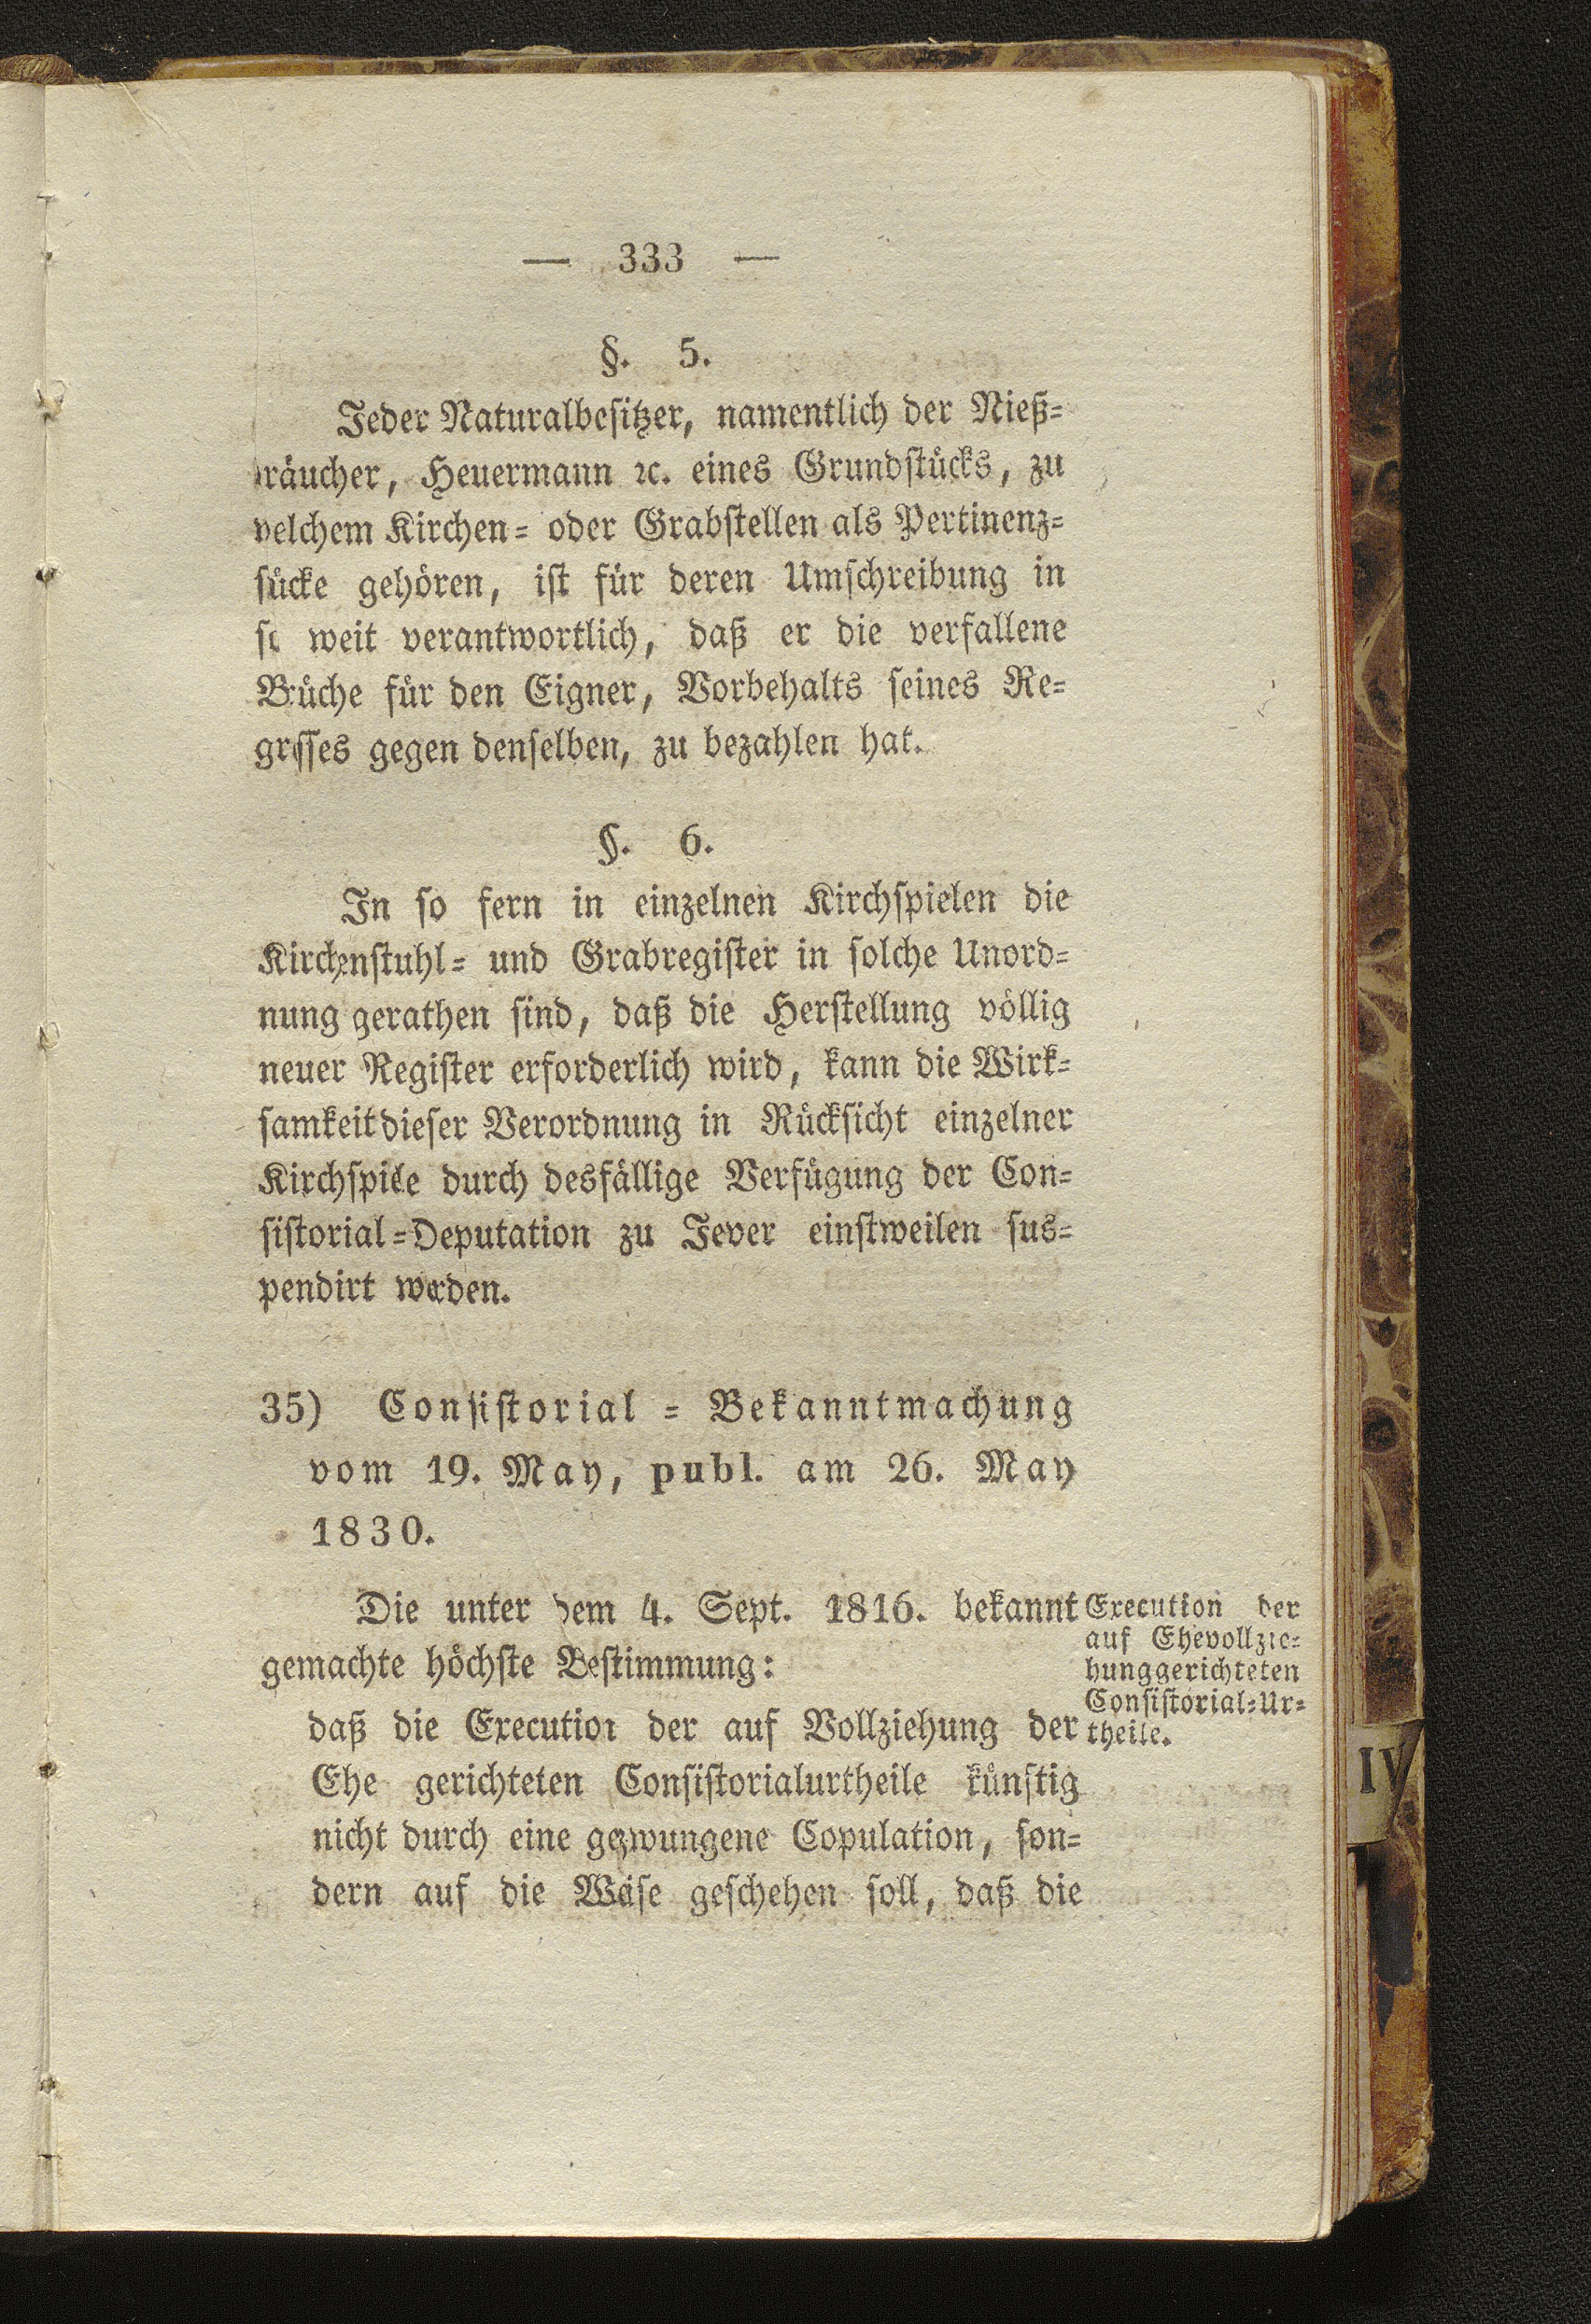 — 333 —
§. 5.
Jeder Naturalbesitzer, namentlich der Nieß-
bräucher, Heuermann ꝛc. eines Grundstücks, zu
welchem Kirchen- oder Grabstellen als Pertinenz-
stücke gehören, ist für deren Umschreibung in
so weit verantwortlich, daß er die verfallene
Brüche für den Eigner, Vorbehalts seines Re-
gresses gegen denselben, zu bezahlen hat.
§. 6.
In so fern in einzelnen Kirchspielen die
Kirchenstuhl- und Grabregister in solche Unord-
nung gerathen sind, daß die Herstellung völlig
neuer Register erforderlich wird, kann die Wirk-
samkeit dieser Verordnung in Rücksicht einzelner
Kirchspiele durch desfällige Verfügung der Con-
sistorial-Deputation zu Jever einstweilen sus-
pendirt werden.
35) Consistorial-Bekanntmachung
vom 19. May, publ. am 26. May
1830.
Die unter dem 4. Sept. 1816. bekannt
gemachte höchste Bestimmung:
daß die Execution der auf Vollziehung der
Ehe gerichteten Consistorialurtheile künftig
nicht durch eine gezwungene Copulation, son-
dern auf die Weise geschehen soll, daß die
Execution der
auf Ehevollzie-
hung gerichteten
Consistorial-Ur-
theile.
IV